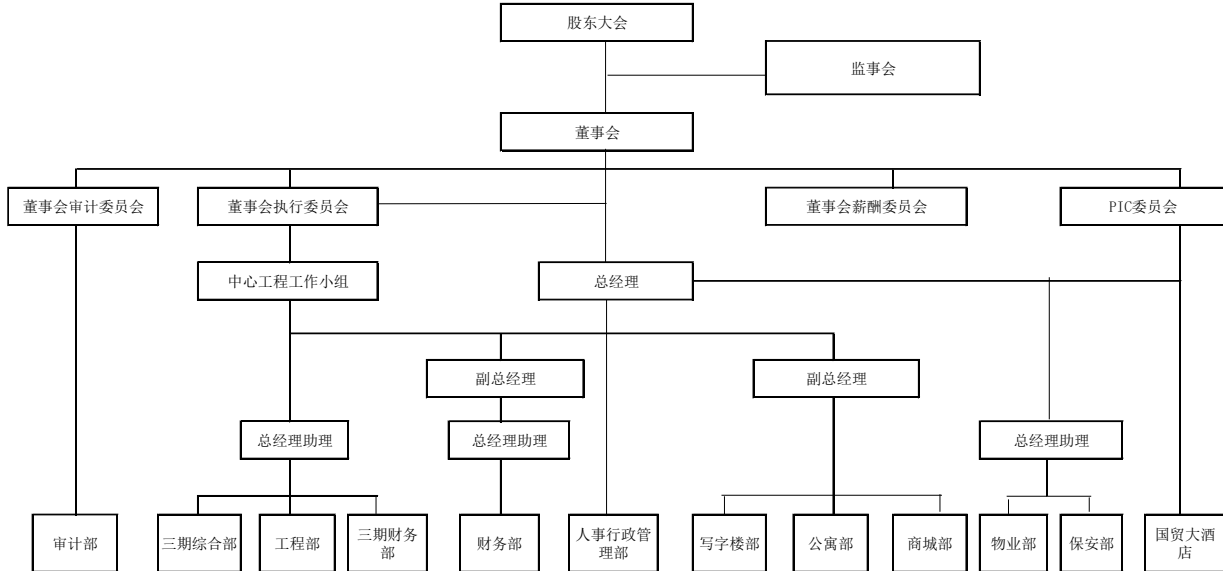 股东大会
监事会
董事会
董事会审计委员会
董事会执行委员会
董事会薪酬委员会
PIC委员会
中心工程工作小组
总经理
副总经理
副总经理
总经理助理
总经理助理
总经理助理
审计部
三期综合部
工程部
三期财务
部
财务部
人事行政管
理部
写字楼部
公寓部
商城部
物业部
保安部
国贸大酒
店